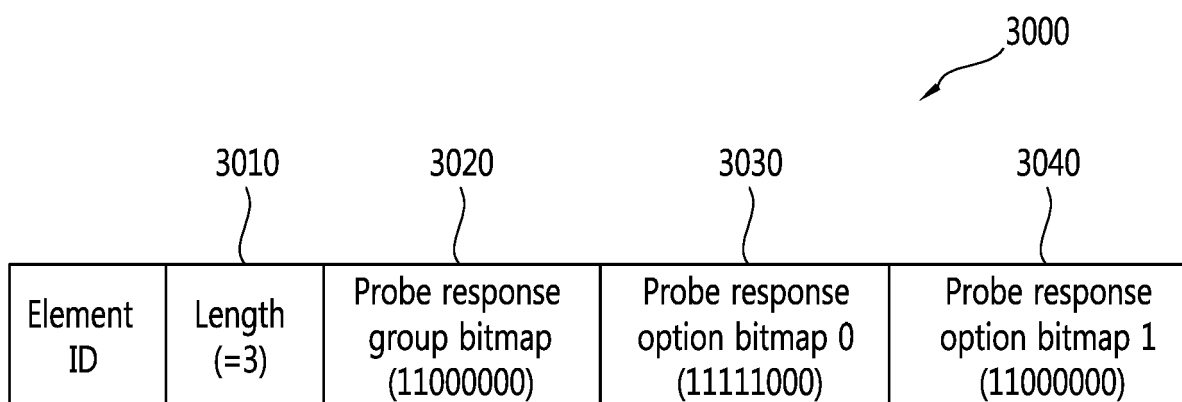 3000
3010
3020
3030
3040
Element
ID
Length
(=3)
Probe response
group bitmap
(11000000)
Probe response
option bitmap 0
(11111000)
Probe response
option bitmap 1
(11000000)